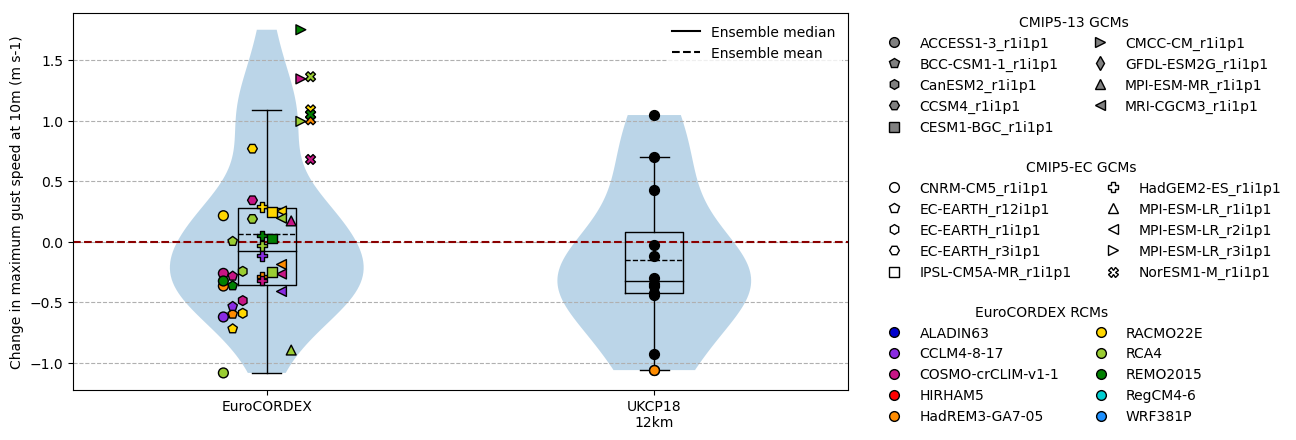 Change in maximum gust speed at 10m (m s-1)
1.5
1.0
0.5
0.0
−0.5
−1.0
EuroCORDEX
UKCP18
12km
Ensemble median
Ensemble mean
CMIP5-13 GCMs
ACCESS1-3_r1i1p1
BCC-CSM1-1_r1i1p1
CanESM2_r1i1p1
CCSM4_r1i1p1
CESM1-BGC_r1i1p1
CMCC-CM_r1i1p1
GFDL-ESM2G_r1i1p1
MPI-ESM-MR_r1i1p1
MRI-CGCM3_r1i1p1
CMIP5-EC GCMs
CNRM-CM5_r1i1p1
EC-EARTH_r12i1p1
EC-EARTH_r1i1p1
EC-EARTH_r3i1p1
IPSL-CM5A-MR_r1i1p1
HadGEM2-ES_r1i1p1
MPI-ESM-LR_r1i1p1
MPI-ESM-LR_r2i1p1
MPI-ESM-LR_r3i1p1
NorESM1-M_r1i1p1
EuroCORDEX RCMs
ALADIN63
CCLM4-8-17
COSMO-crCLIM-v1-1
HIRHAM5
HadREM3-GA7-05
RACMO22E
RCA4
REMO2015
RegCM4-6
WRF381P